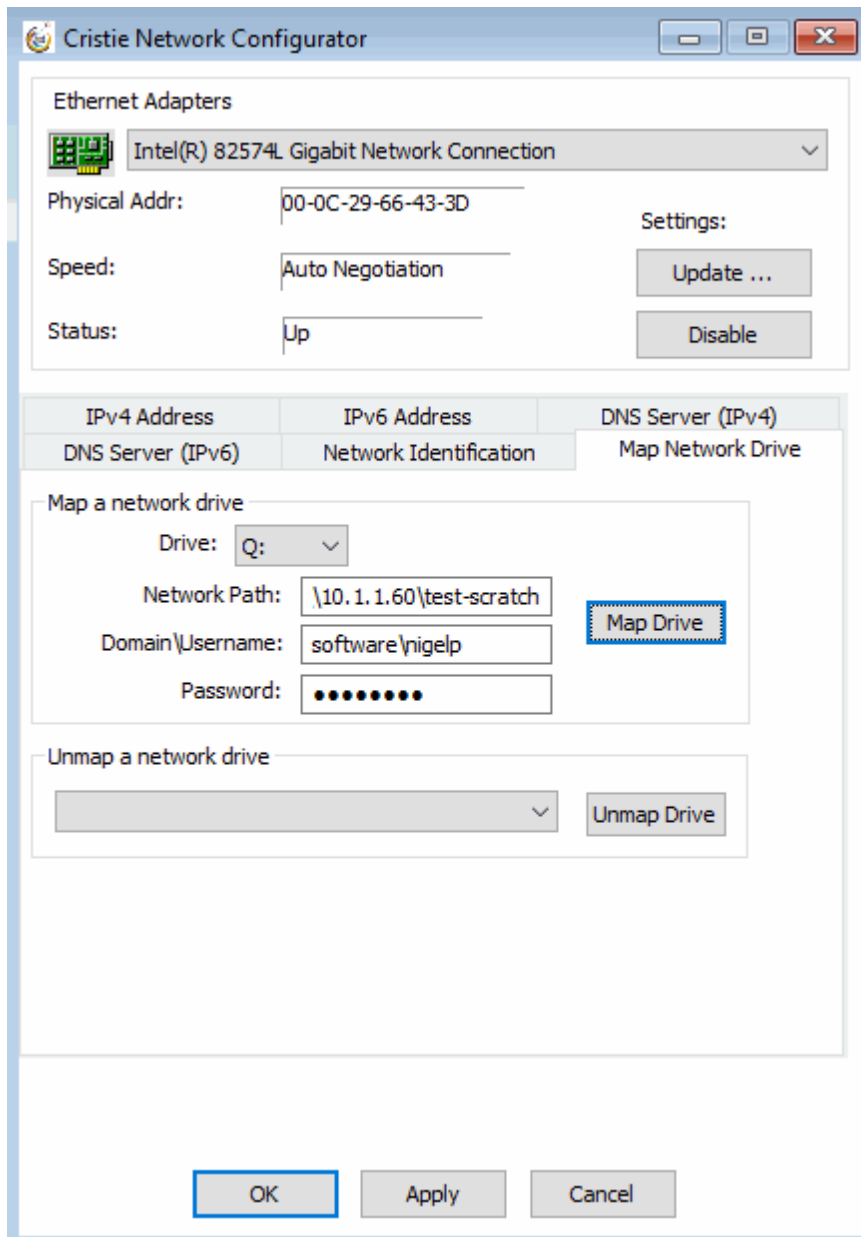 Cristie Network Configurator
Ethernet Adapters
Intel(R) 82574L Gigabit Network Connection
Physical Addr: 00-0C-29-66-43-3D
Settings:
Speed: Auto Negotiation
Update ...
Status: Up
Disable
IPv4 Address IPv6 Address DNS Server (IPv4)
DNS Server (IPv6) Network Identification Map Network Drive
Map a network drive
Drive: Q:
Network Path: \10.1.1.60\test-scratch
Map Drive
Domain\Username: software\nigelp
Password: ●●●●●●●●
Unmap a network drive
Unmap Drive
OK Apply Cancel